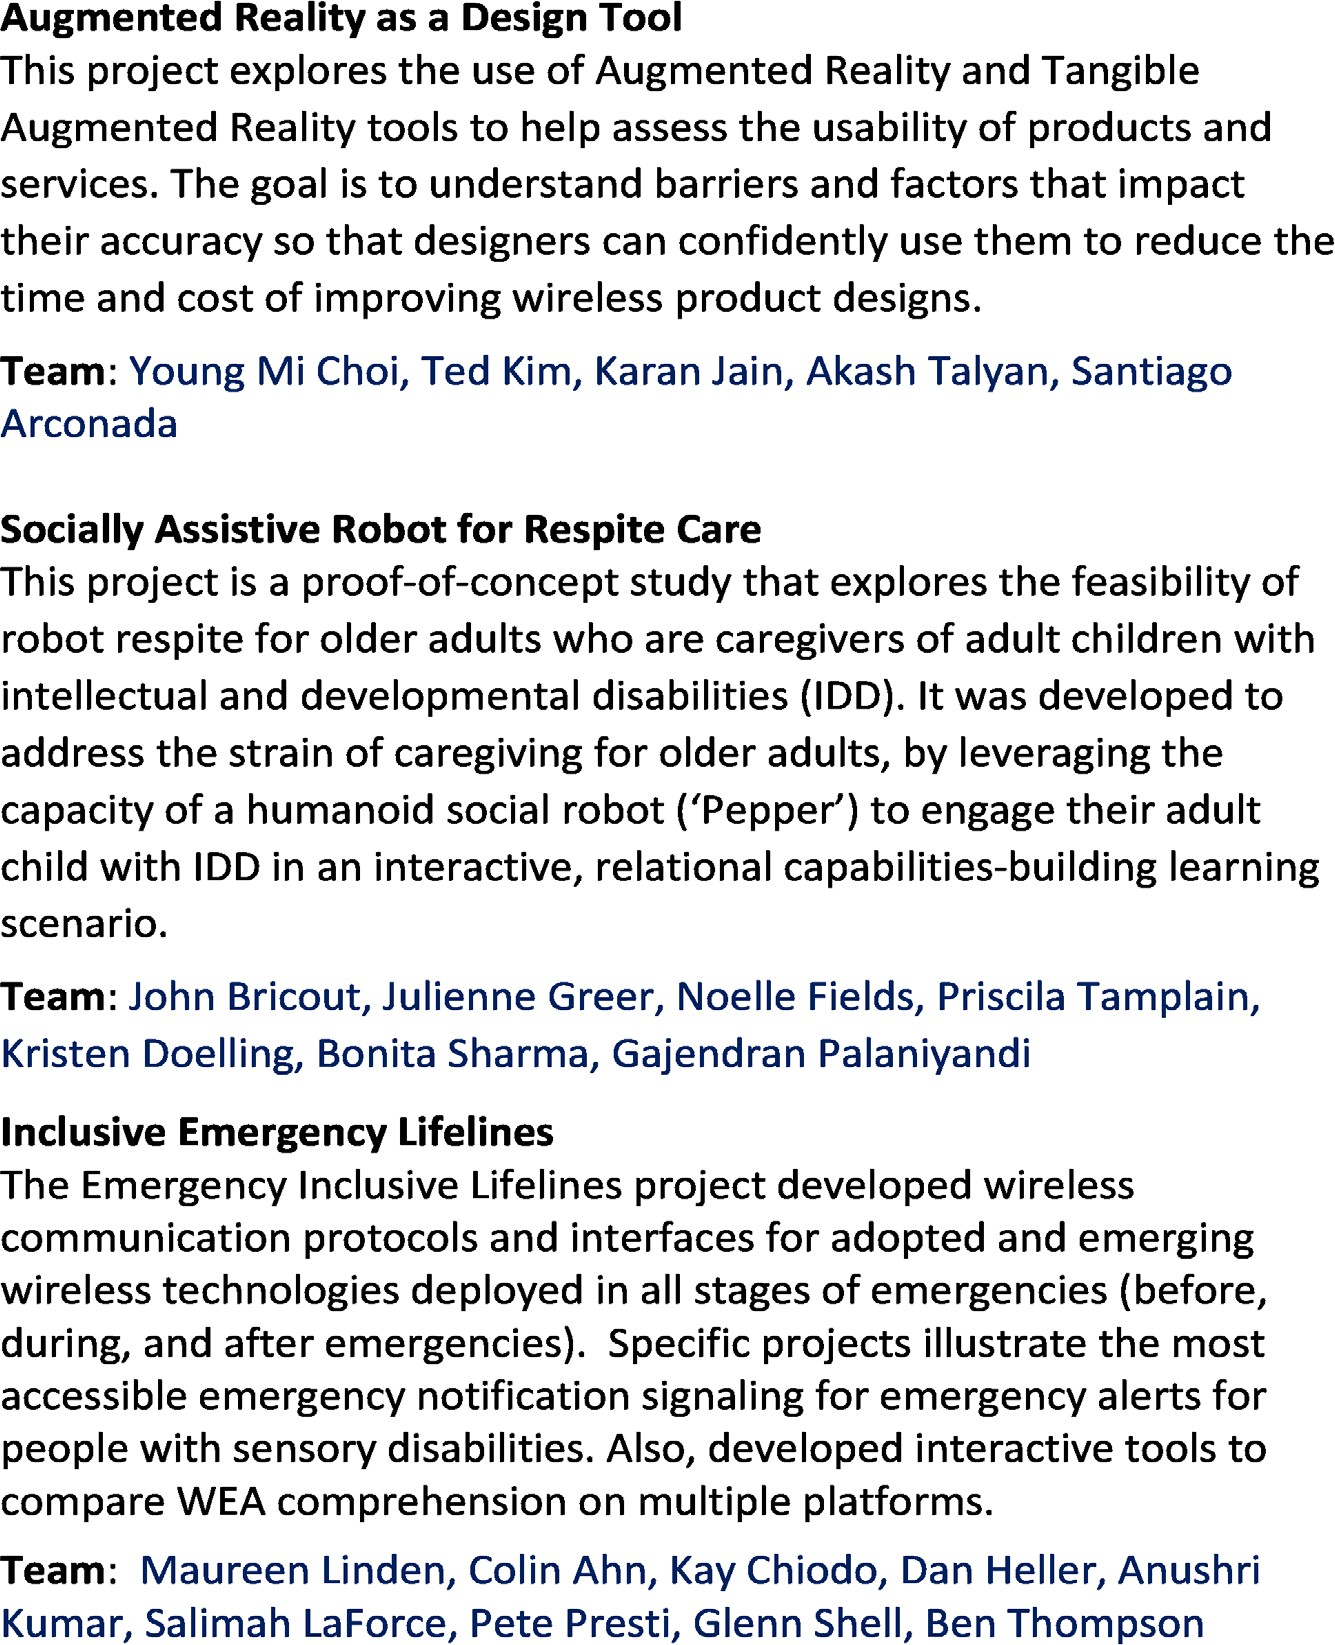 Augmented Reality as a Design Tool
This project explores the use of Augmented Reality and Tangible
Augmented Reality tools to help assess the usability of products and
services. The goal is to understand barriers and factors that impact
their accuracy so that designers can confidently use them to reduce the
time and cost of improving wireless product designs.
Team: Young Mi Choi, Ted Kim, Karan Jain, Akash Talyan, Santiago
Arconada
Socially Assistive Robot for Respite Care
This project is a proof-of-concept study that explores the feasibility of
robot respite for older adults who are caregivers of adult children with
intellectual and developmental disabilities (IDD). It was developed to
address the strain of caregiving for older adults, by leveraging the
capacity of a humanoid social robot (‘Pepper’) to engage their adult
child with IDD in an interactive, relational capabilities-building learning
scenario.
Team: John Bricout, Julienne Greer, Noelle Fields, Priscila Tamplain,
Kristen Doelling, Bonita Sharma, Gajendran Palaniyandi
Inclusive Emergency Lifelines
The Emergency Inclusive Lifelines project developed wireless
communication protocols and interfaces for adopted and emerging
wireless technologies deployed in all stages of emergencies (before,
during, and after emergencies).  Specific projects illustrate the most
accessible emergency notification signaling for emergency alerts for
people with sensory disabilities. Also, developed interactive tools to
compare WEA comprehension on multiple platforms.
Team:  Maureen Linden, Colin Ahn, Kay Chiodo, Dan Heller, Anushri
Kumar, Salimah LaForce, Pete Presti, Glenn Shell, Ben Thompson